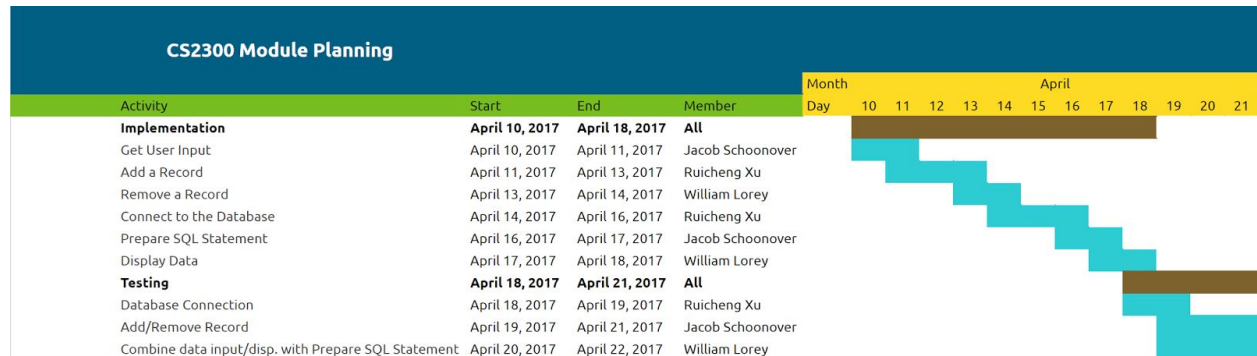 CS2300 Module Planning
Month April
Activity Start End Member Day 10 11 12 13 14 15 16 17 18 19 20 21
Implementation April 10, 2017 April 18, 2017 All
Get User Input April 10, 2017 April 11, 2017 Jacob Schoonover
Add a Record April 11, 2017 April 13, 2017 Ruicheng Xu
Remove a Record April 13, 2017 April 14, 2017 William Lorey
Connect to the Database April 14, 2017 April 16, 2017 Ruicheng Xu
Prepare SQL Statement April 16, 2017 April 17, 2017 Jacob Schoonover
Display Data April 17, 2017 April 18, 2017 William Lorey
Testing April 18, 2017 April 21, 2017 All
Database Connection April 18, 2017 April 19, 2017 Ruicheng Xu
Add/Remove Record April 19, 2017 April 21, 2017 Jacob Schoonover
Combine data input/disp. with Prepare SQL Statement April 20, 2017 April 22, 2017 William Lorey